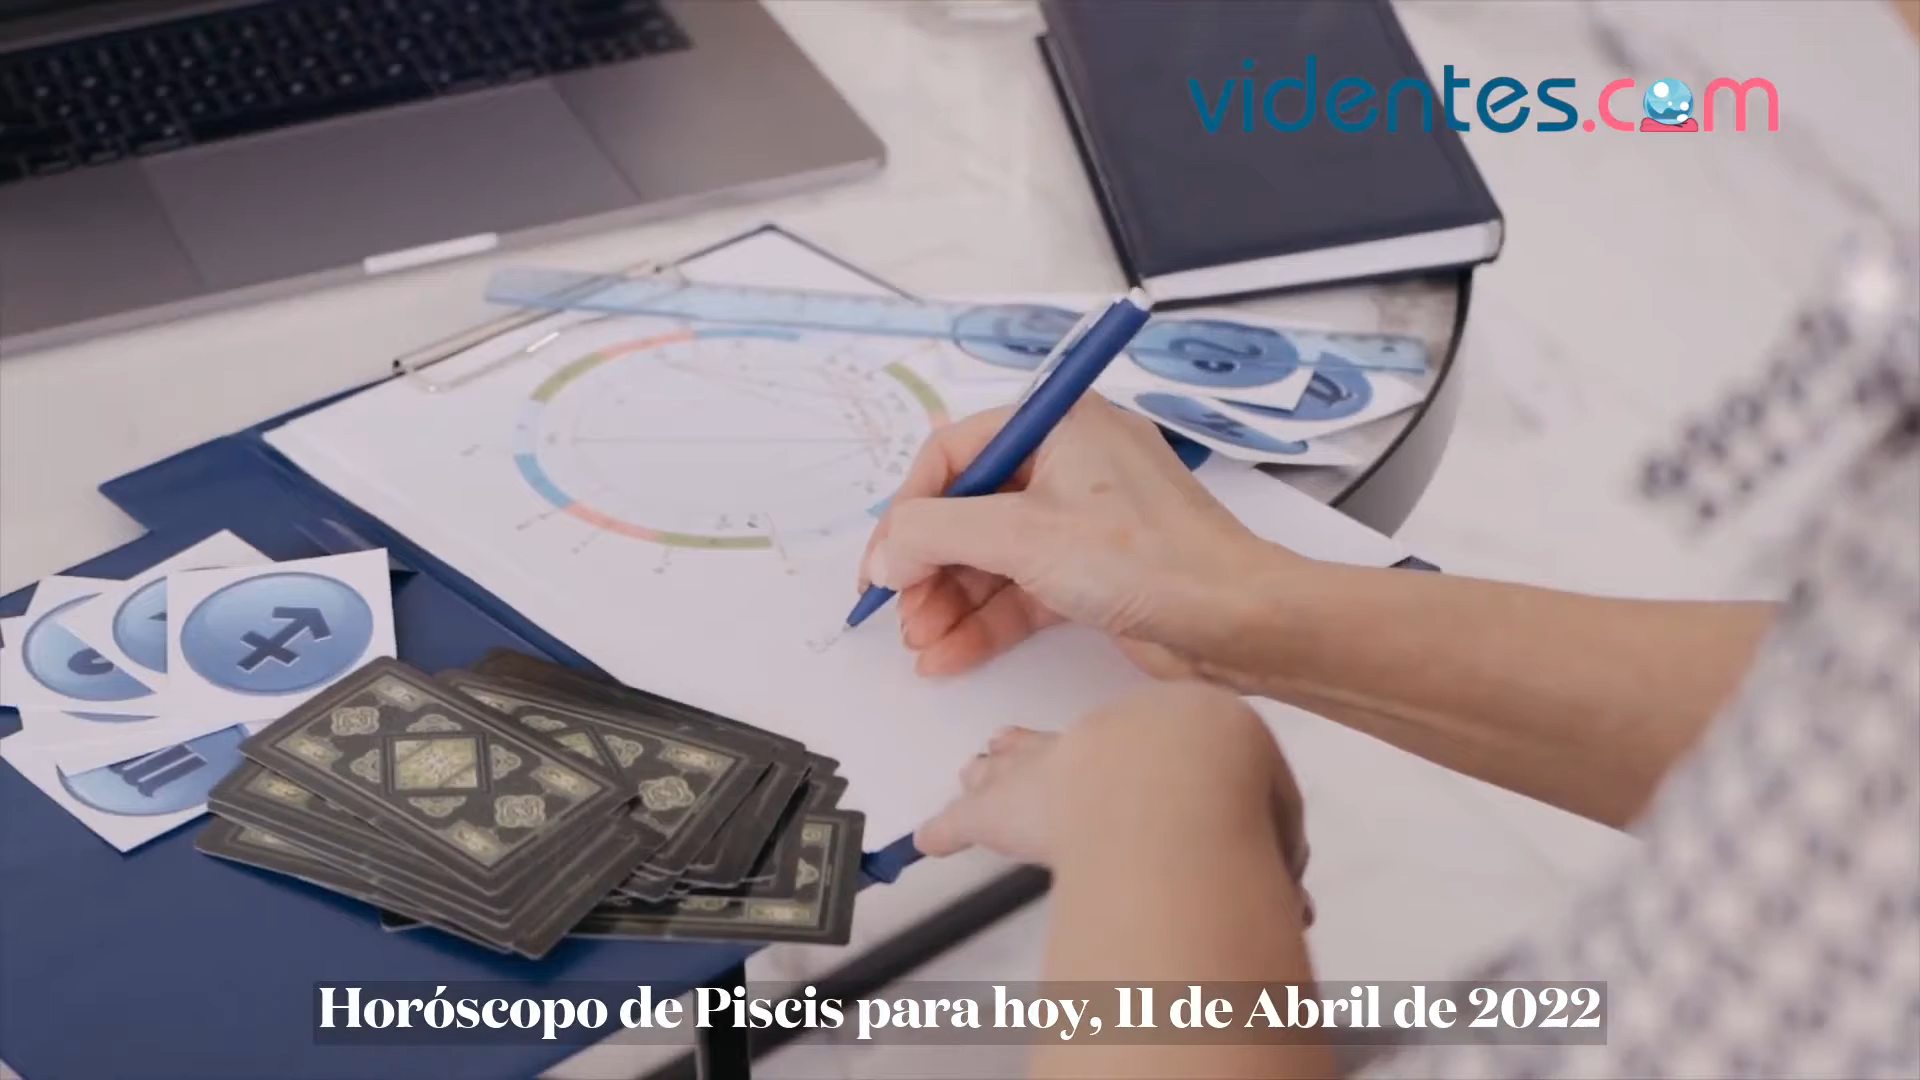 videntes.com
Horóscopo de Piscis para hoy, 11 de Abril de 2022